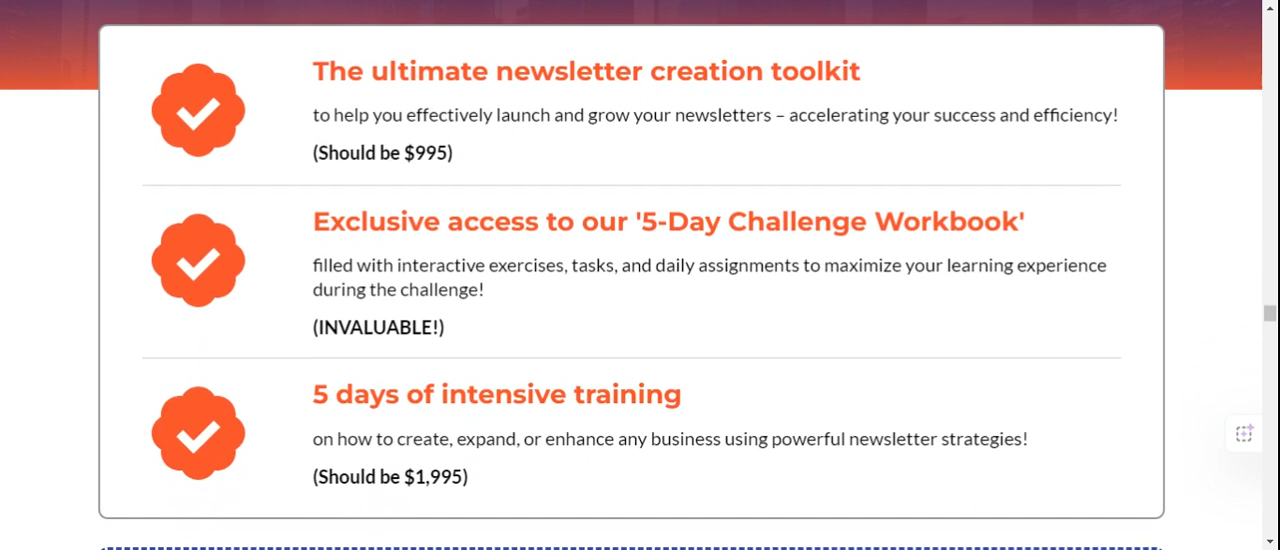 The ultimate newsletter creation toolkit
to help you effectively launch and grow your newsletters – accelerating your success and efficiency!
(Should be $995)
Exclusive access to our '5-Day Challenge Workbook'
filled with interactive exercises, tasks, and daily assignments to maximize your learning experience
during the challenge!
(INVALUABLE!)
5 days of intensive training
on how to create, expand, or enhance any business using powerful newsletter strategies!
(Should be $1,995)